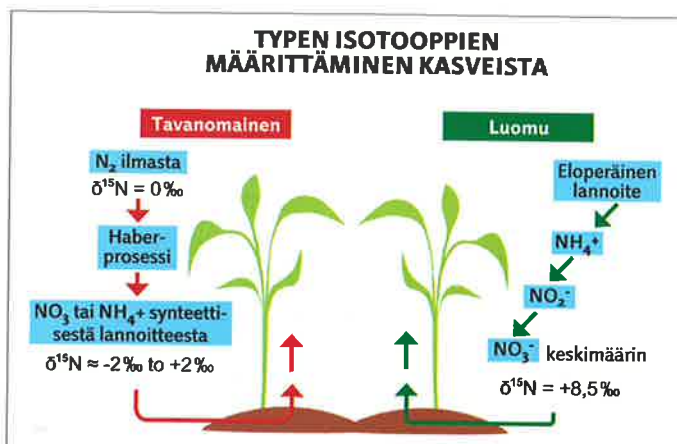 TYPEN ISOTOOPPIEN
MÄÄRITTÄMINEN KASVEISTA
Tavanomainen
N₂ ilmasta
δ¹⁵N = 0‰
Haber-
prosessi
NO₃ tai NH₄+ synteetti-
sestä lannoitteesta
δ¹⁵N ≈ -2‰ to +2‰
Luomu
Eloperäinen
lannoite
NH₄⁺
NO₂⁻
NO₃⁻ keskimäärin
δ¹⁵N = +8,5‰